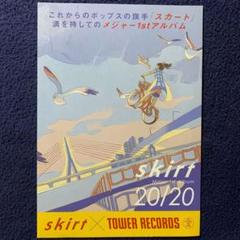 これからのポップスの旗手「スカート」
満を持してのメジャー1stアルバム
skirt
20/20
skirt × TOWER RECORDS